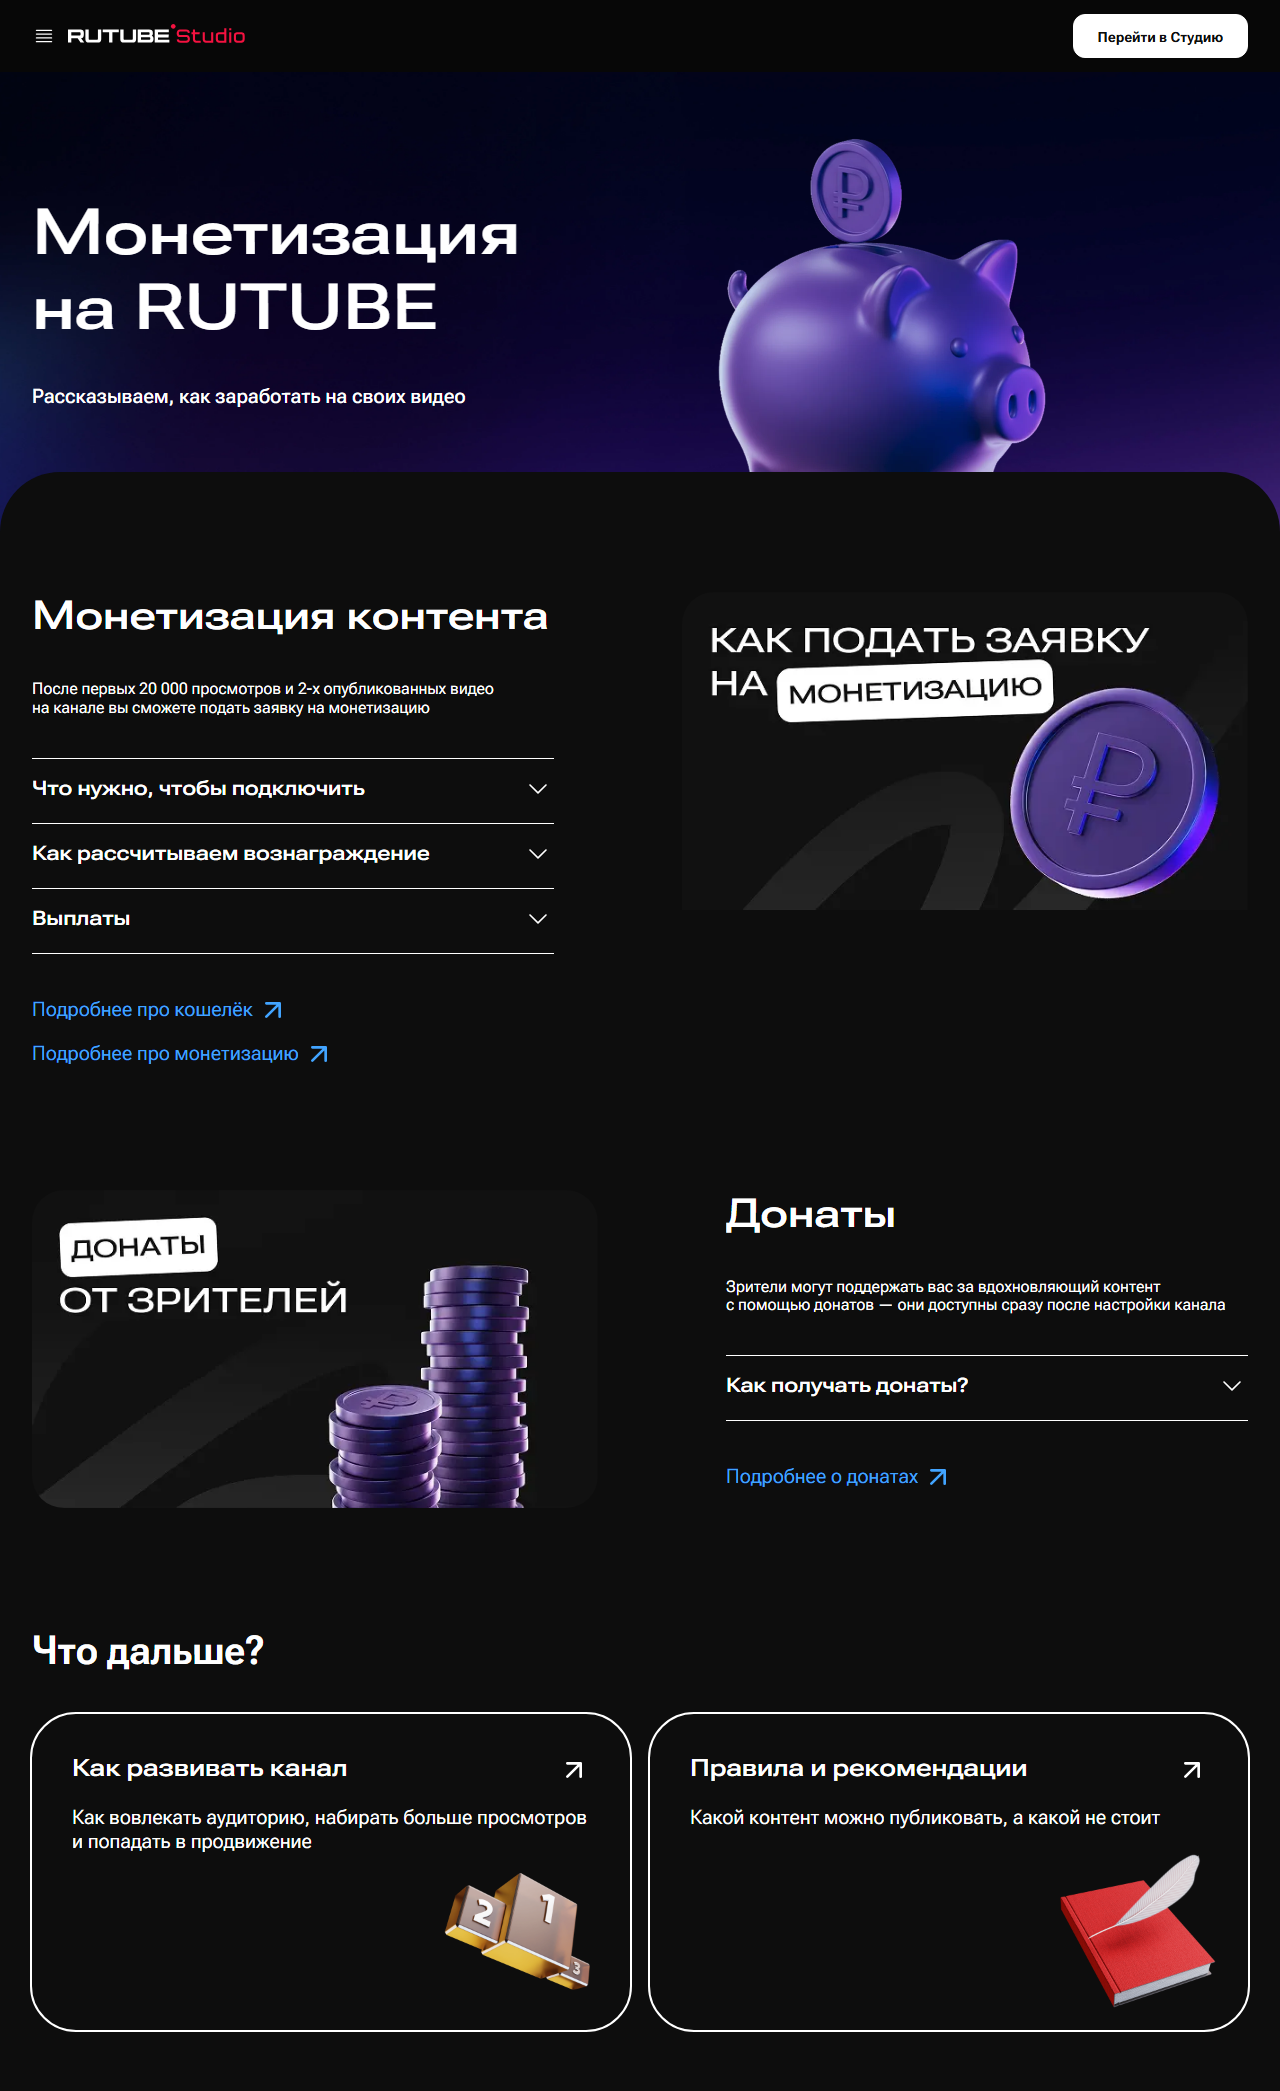 RUTUBE Studio
Перейти в Студию
Монетизация
на RUTUBE
Рассказываем, как заработать на своих видео
Монетизация контента
После первых 20 000 просмотров и 2-х опубликованных видео
на канале вы сможете подать заявку на монетизацию
Что нужно, чтобы подключить
Как рассчитываем вознаграждение
Выплаты
Подробнее про кошелёк
Подробнее про монетизацию
КАК ПОДАТЬ ЗАЯВКУ
НА МОНЕТИЗАЦИЮ
ДОНАТЫ
ОТ ЗРИТЕЛЕЙ
Донаты
Зрители могут поддержать вас за вдохновляющий контент
с помощью донатов — они доступны сразу после настройки канала
Как получать донаты?
Подробнее о донатах
Что дальше?
Как развивать канал
Как вовлекать аудиторию, набирать больше просмотров
и попадать в продвижение
2
1
3
Правила и рекомендации
Какой контент можно публиковать, а какой не стоит